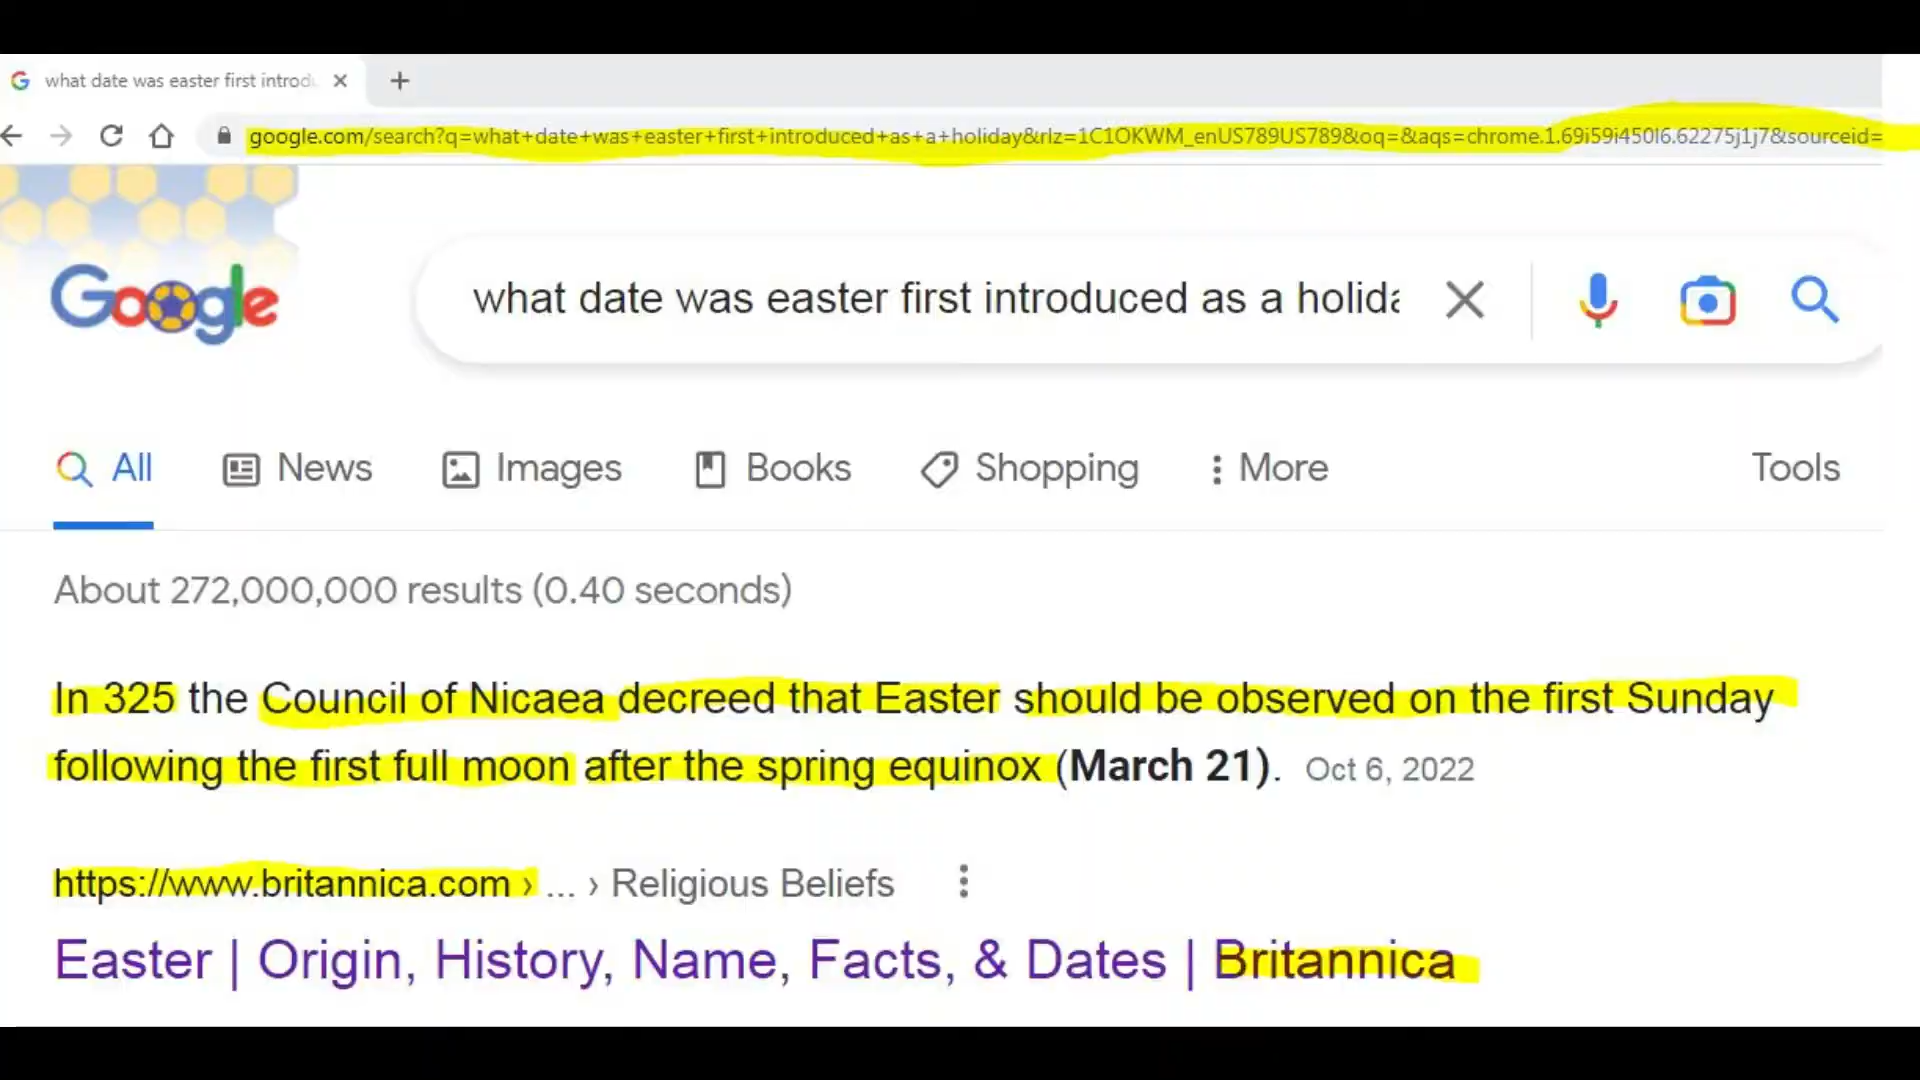 what date was easter first introd
google.com/search?q=what+date+was+easter+first+introduced+as+a+holiday&rlz=1C1OKWM_enUS789US789&oq=&aqs=chrome.1.69i59i450l6.62275j1j7&sourceid=
Google
what date was easter first introduced as a holida
All News Images Books Shopping More Tools
About 272,000,000 results (0.40 seconds)
In 325 the Council of Nicaea decreed that Easter should be observed on the first Sunday
following the first full moon after the spring equinox (March 21). Oct 6, 2022
https://www.britannica.com › ... › Religious Beliefs
Easter | Origin, History, Name, Facts, & Dates | Britannica